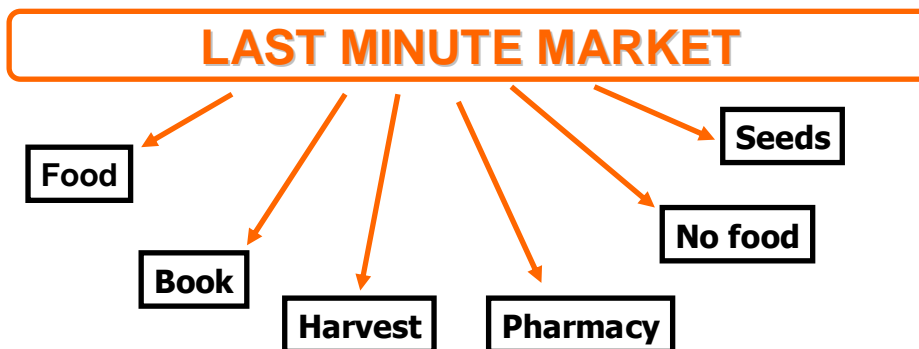 LAST MINUTE MARKET
Food
Book
Harvest
Pharmacy
No food
Seeds